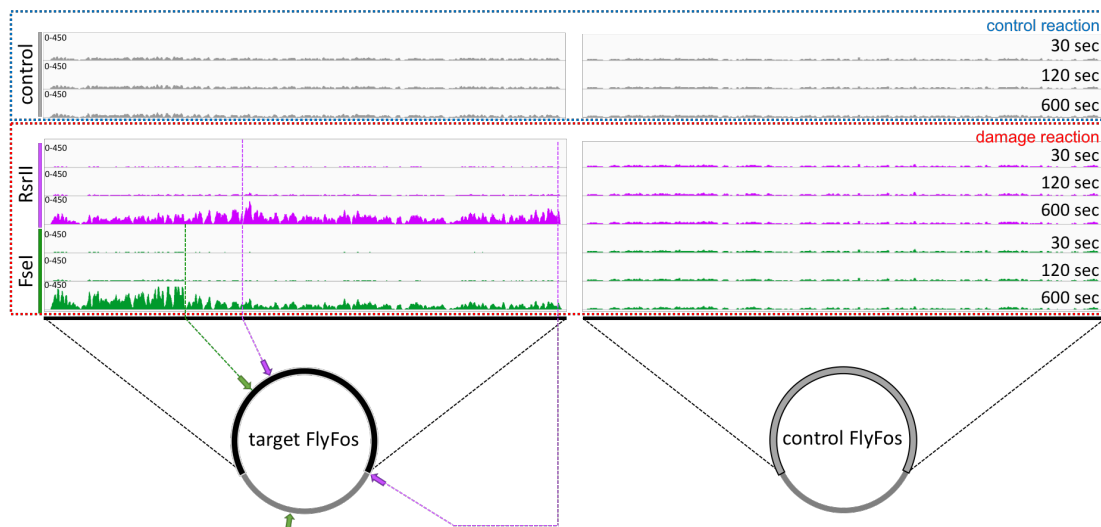 control reaction
control
0-450
30 sec
0-450
120 sec
0-450
600 sec
damage reaction
RsrII
0-450
30 sec
0-450
120 sec
0-450
600 sec
FseI
0-450
30 sec
0-450
120 sec
0-450
600 sec
target FlyFos
control FlyFos